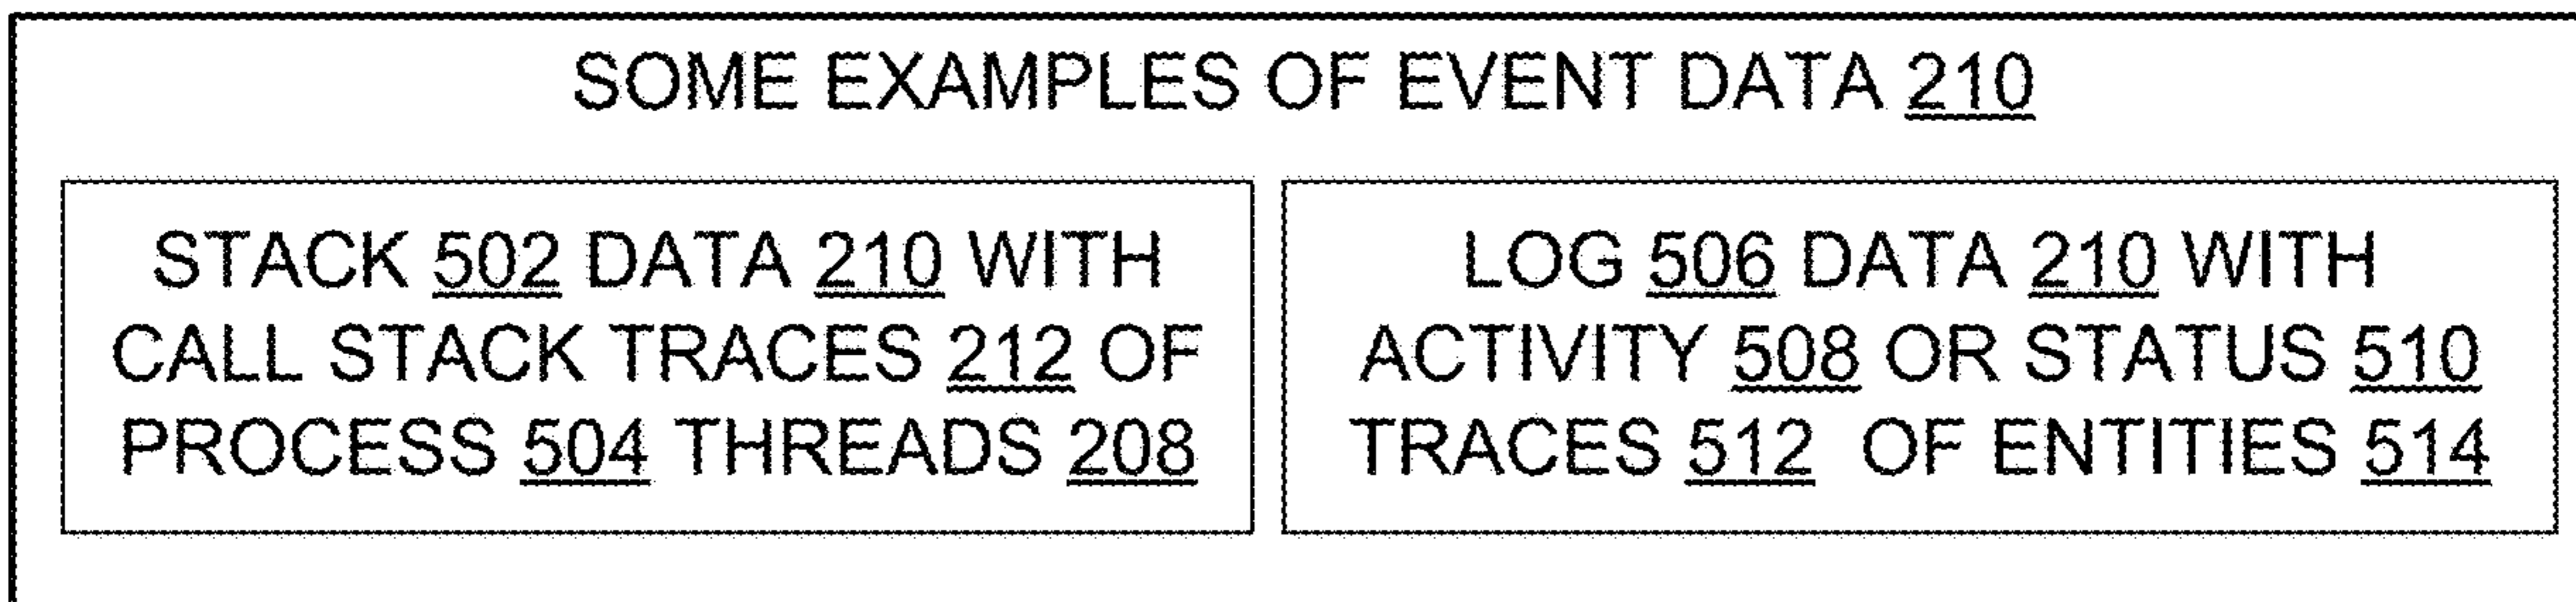 SOME EXAMPLES OF EVENT DATA 210
STACK 502 DATA 210 WITH
CALL STACK TRACES 212 OF
PROCESS 504 THREADS 208
LOG 506 DATA 210 WITH
ACTIVITY 508 OR STATUS 510
TRACES 512 OF ENTITIES 514